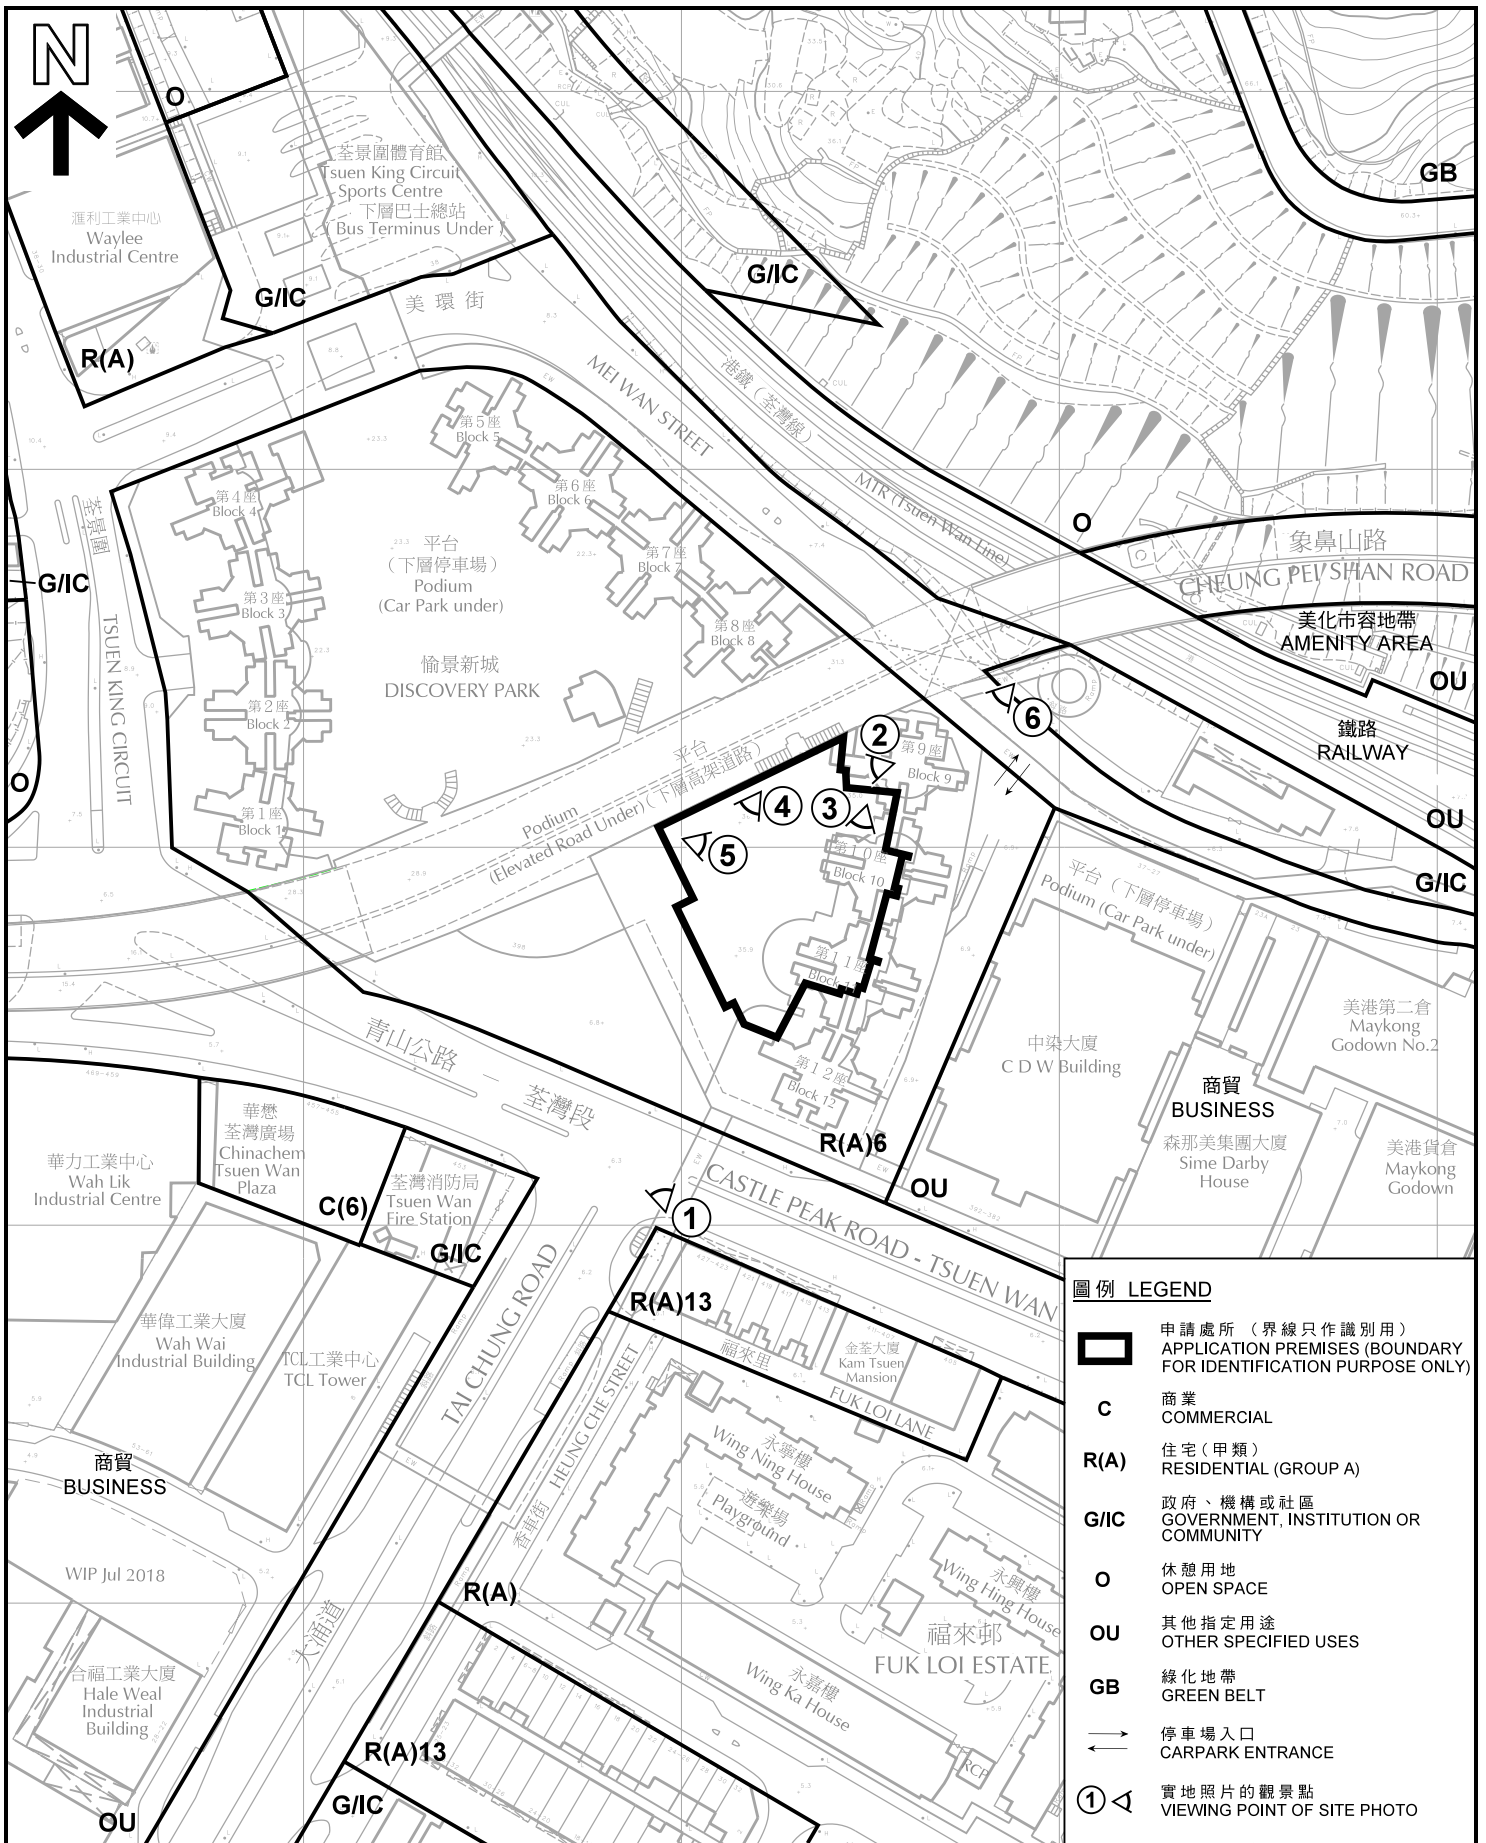 N
O
荃景圍體育館
Tsuen King Circuit
Sports Centre
下層巴士總站
( Bus Terminus Under )
匯利工業中心
Waylee
Industrial Centre
G/IC
美環街
R(A)
GB
G/IC
港鐵（荃灣線）
MTR (Tsuen Wan Line)
MEI WAN STREET
第5座
Block 5
第4座
Block 4
第6座
Block 6
第7座
Block 7
第8座
Block 8
第3座
Block 3
第2座
Block 2
第1座
Block 1
平台
（下層停車場）
Podium
(Car Park under)
愉景新城
DISCOVERY PARK
荃景圍
TSUEN KING CIRCUIT
G/IC
O
O
象鼻山路
CHEUNG PEI SHAN ROAD
美化市容地帶
AMENITY AREA
OU
鐵路
RAILWAY
OU
G/IC
平台
（下層高架道路）
Podium
(Elevated Road Under)
第9座
Block 9
第10座
Block 10
第11座
Block 11
第12座
Block 12
2
3
4
5
6
R(A)6
平台（下層停車場）
Podium (Car Park under)
中染大廈
C D W Building
美港第二倉
Maykong
Godown No.2
商貿
BUSINESS
森那美集團大廈
Sime Darby
House
美港貨倉
Maykong
Godown
OU
青山公路 － 荃灣段
CASTLE PEAK ROAD - TSUEN WAN
1
華懋
荃灣廣場
Chinachem
Tsuen Wan
Plaza
華力工業中心
Wah Lik
Industrial Centre
C(6)
荃灣消防局
Tsuen Wan
Fire Station
G/IC
華偉工業大廈
Wah Wai
Industrial Building
TCL工業中心
TCL Tower
TAI CHUNG ROAD
大涌道
R(A)13
福來里
FUK LOI LANE
金荃大廈
Kam Tsuen
Mansion
香車街 HEUNG CHE STREET
永寧樓
Wing Ning House
遊樂場
Playground
永興樓
Wing Hing House
福來邨
FUK LOI ESTATE
永嘉樓
Wing Ka House
RCP
商貿
BUSINESS
WIP Jul 2018
合福工業大廈
Hale Weal
Industrial
Building
OU
R(A)
R(A)13
G/IC
圖例 LEGEND
申請處所（界線只作識別用）
APPLICATION PREMISES (BOUNDARY
FOR IDENTIFICATION PURPOSE ONLY)
C
商業
COMMERCIAL
R(A)
住宅（甲類）
RESIDENTIAL (GROUP A)
G/IC
政府、機構或社區
GOVERNMENT, INSTITUTION OR
COMMUNITY
O
休憩用地
OPEN SPACE
OU
其他指定用途
OTHER SPECIFIED USES
GB
綠化地帶
GREEN BELT
停車場入口
CARPARK ENTRANCE
1
實地照片的觀景點
VIEWING POINT OF SITE PHOTO